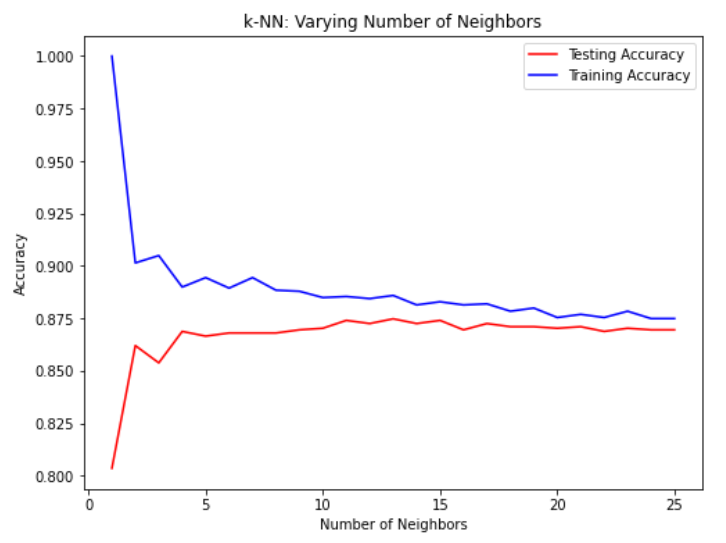 k-NN: Varying Number of Neighbors
Testing Accuracy
Training Accuracy
1.000
0.975
0.950
0.925
0.900
0.875
0.850
0.825
0.800
Accuracy
0 5 10 15 20 25
Number of Neighbors